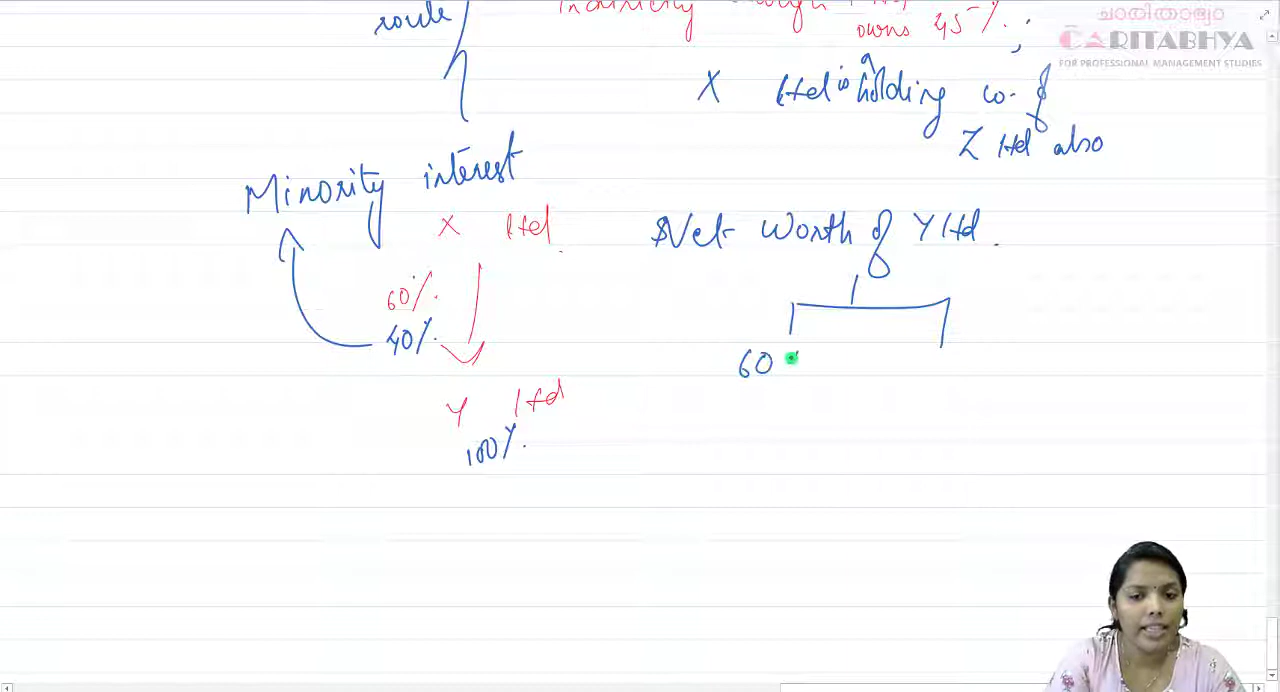 route
owns 45%.
ചാരിതാഭ്യാ
CARITABHYA
FOR PROFESSIONAL MANAGEMENT STUDIES
X Ltd is a holding co. of
Z Ltd also
Minority interest
X Ltd.
60%.
40%.
Y Ltd
100%.
Net Worth of Y Ltd.
60